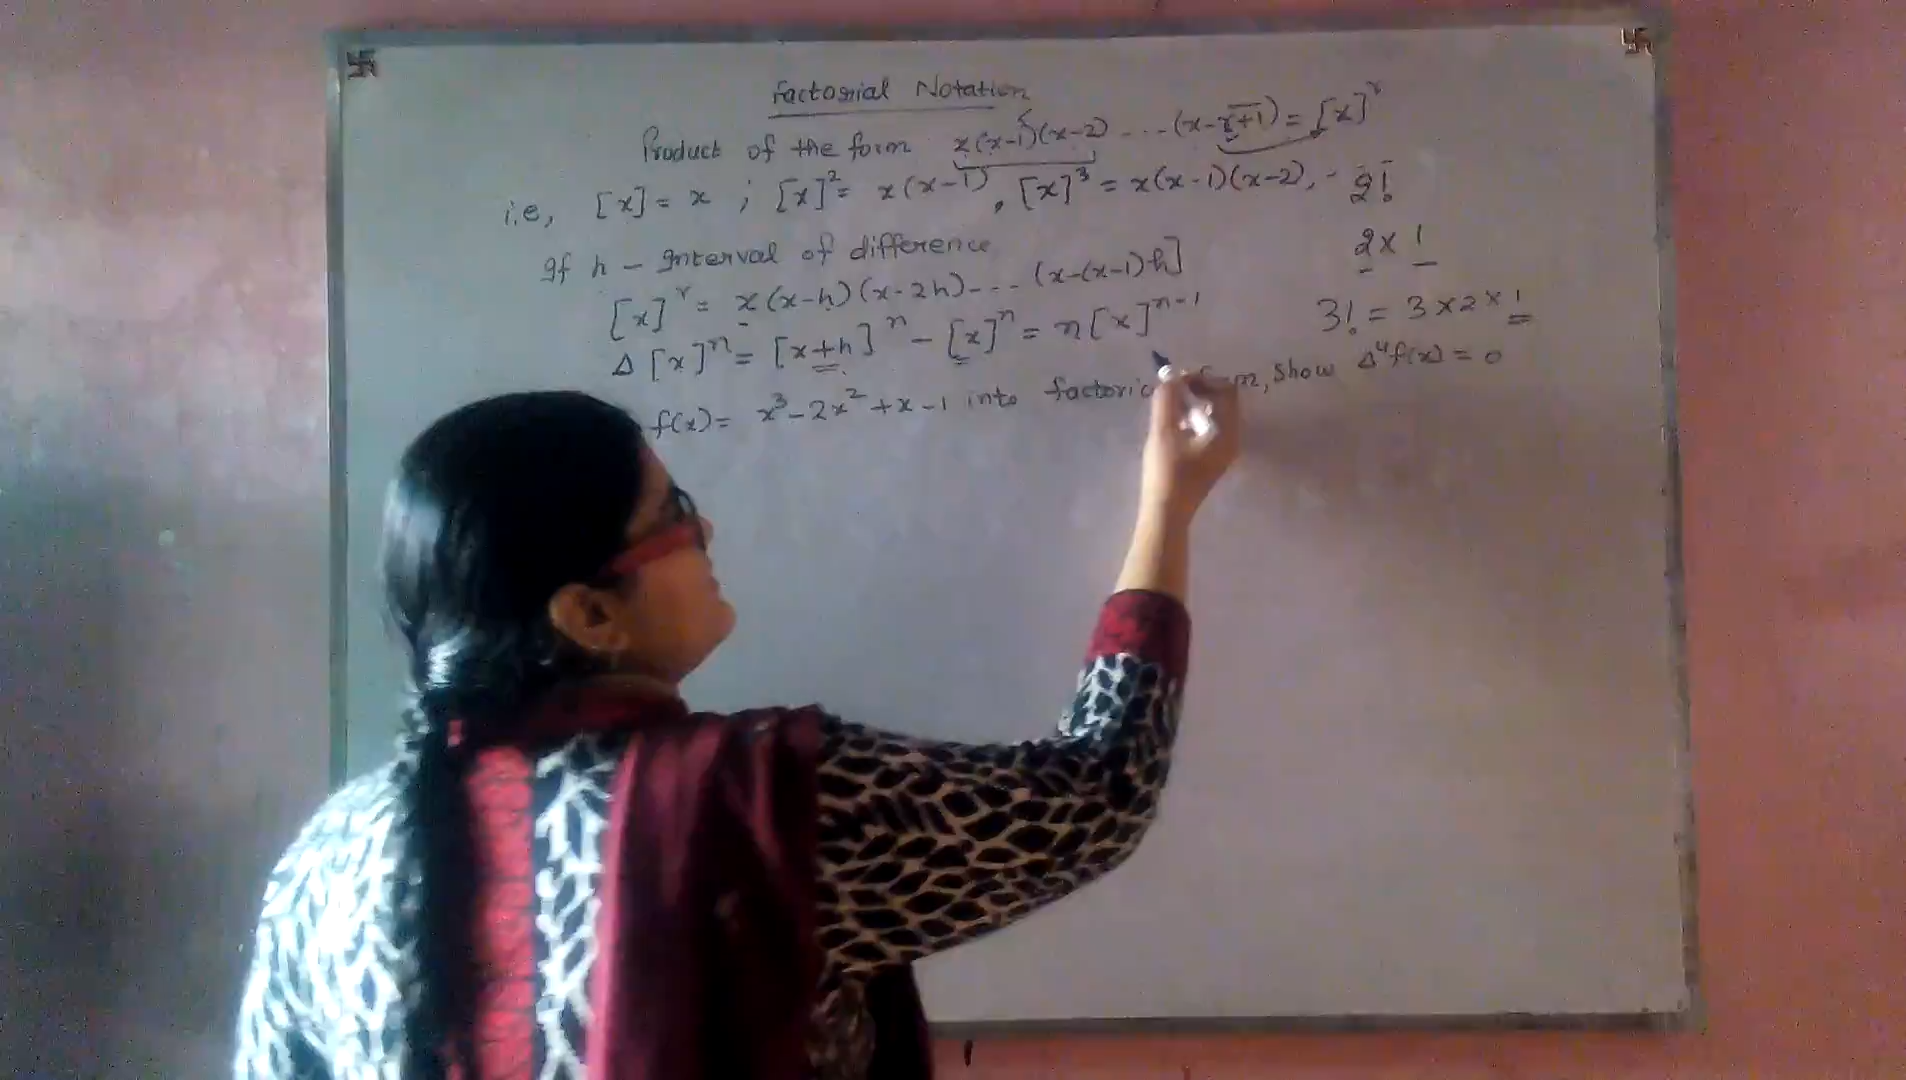 Factorial Notation
Product of the form x(x-1)(x-2) --- (x-r+1) = [x]^r
i.e, [x] = x ; [x]^2 = x(x-1), [x]^3 = x(x-1)(x-2), - 2!
If h - Interval of difference 2 x 1
[x]^r = x(x-h)(x-2h) --- (x-(x-1)h]
Δ[x]^n = [x+h]^n - [x]^n = n[x]^n-1 3! = 3 x 2 x 1
f(x) = x^3 - 2x^2 + x - 1 into show Δ^4 f(x) = 0